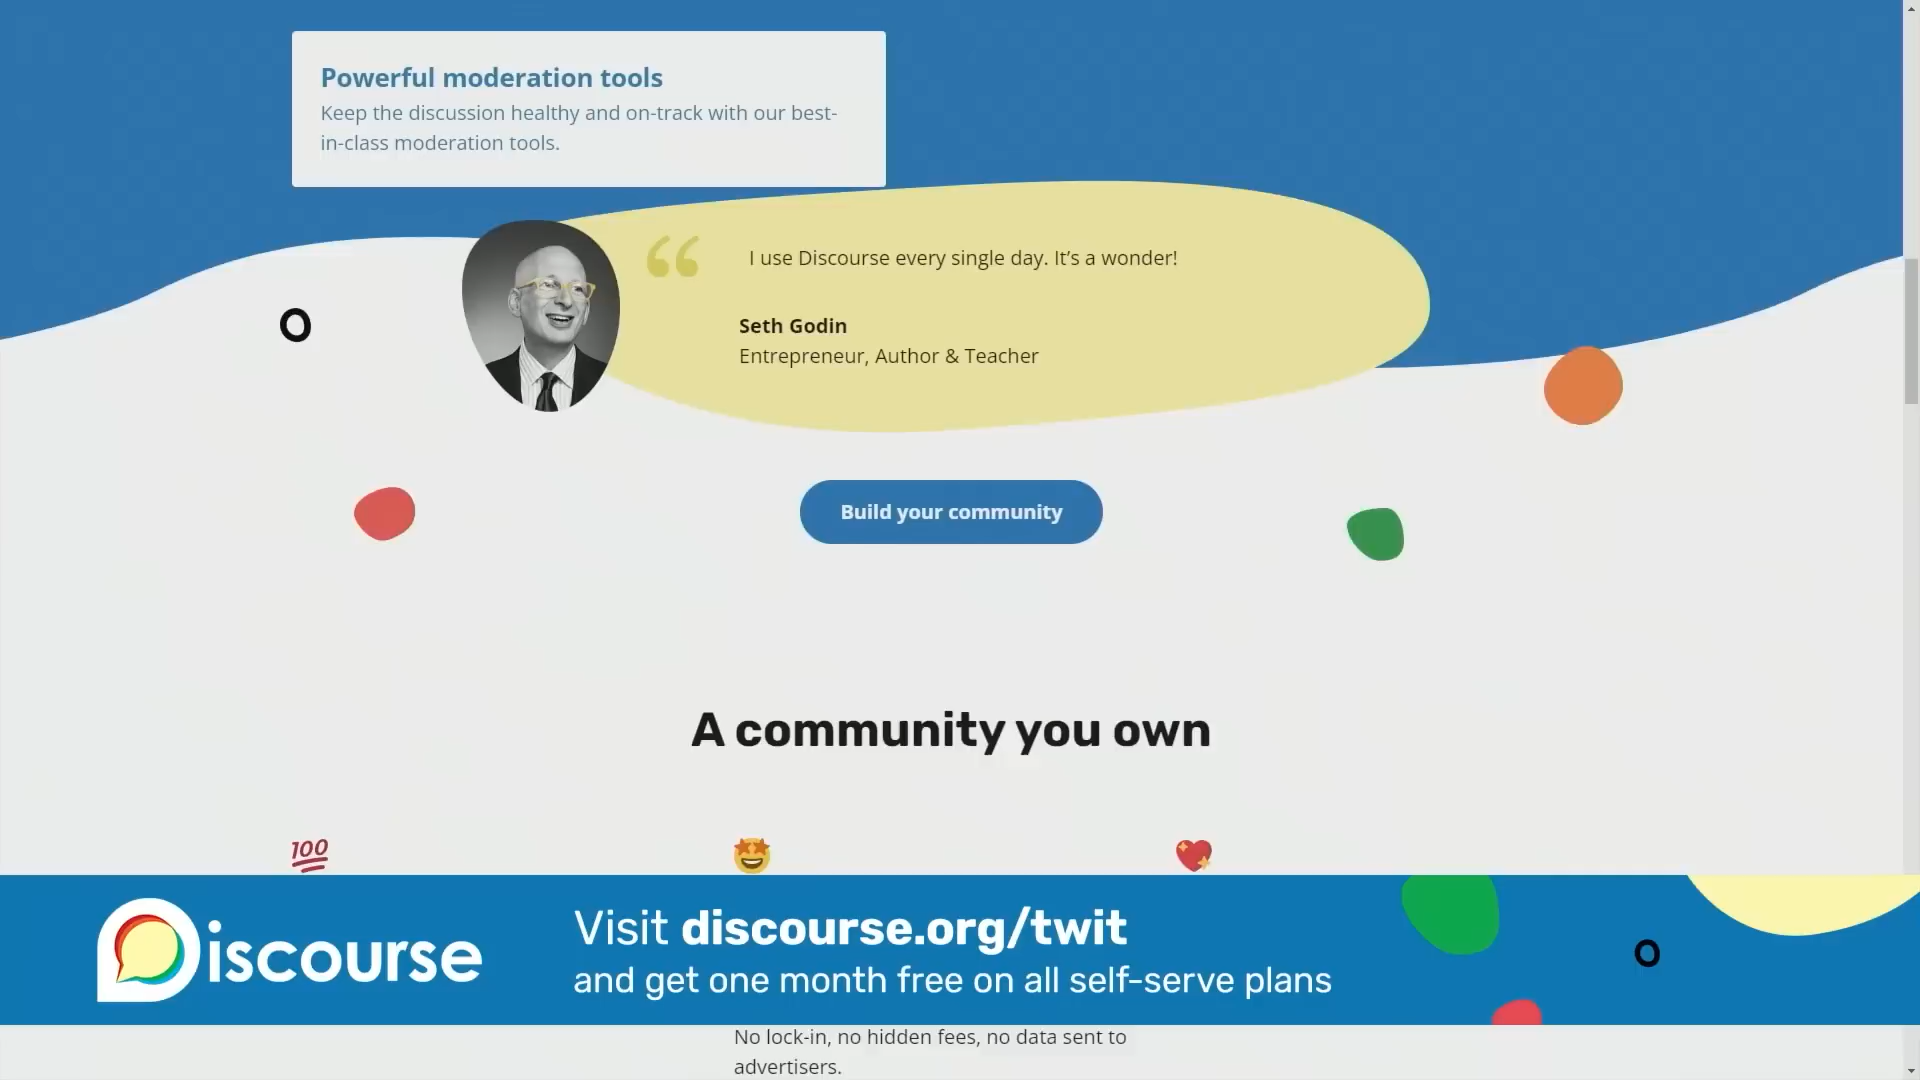 Powerful moderation tools
Keep the discussion healthy and on-track with our best-
in-class moderation tools.
I use Discourse every single day. It's a wonder!
Seth Godin
Entrepreneur, Author & Teacher
Build your community
A community you own
100
iscourse
Visit discourse.org/twit
and get one month free on all self-serve plans
No lock-in, no hidden fees, no data sent to
advertisers.